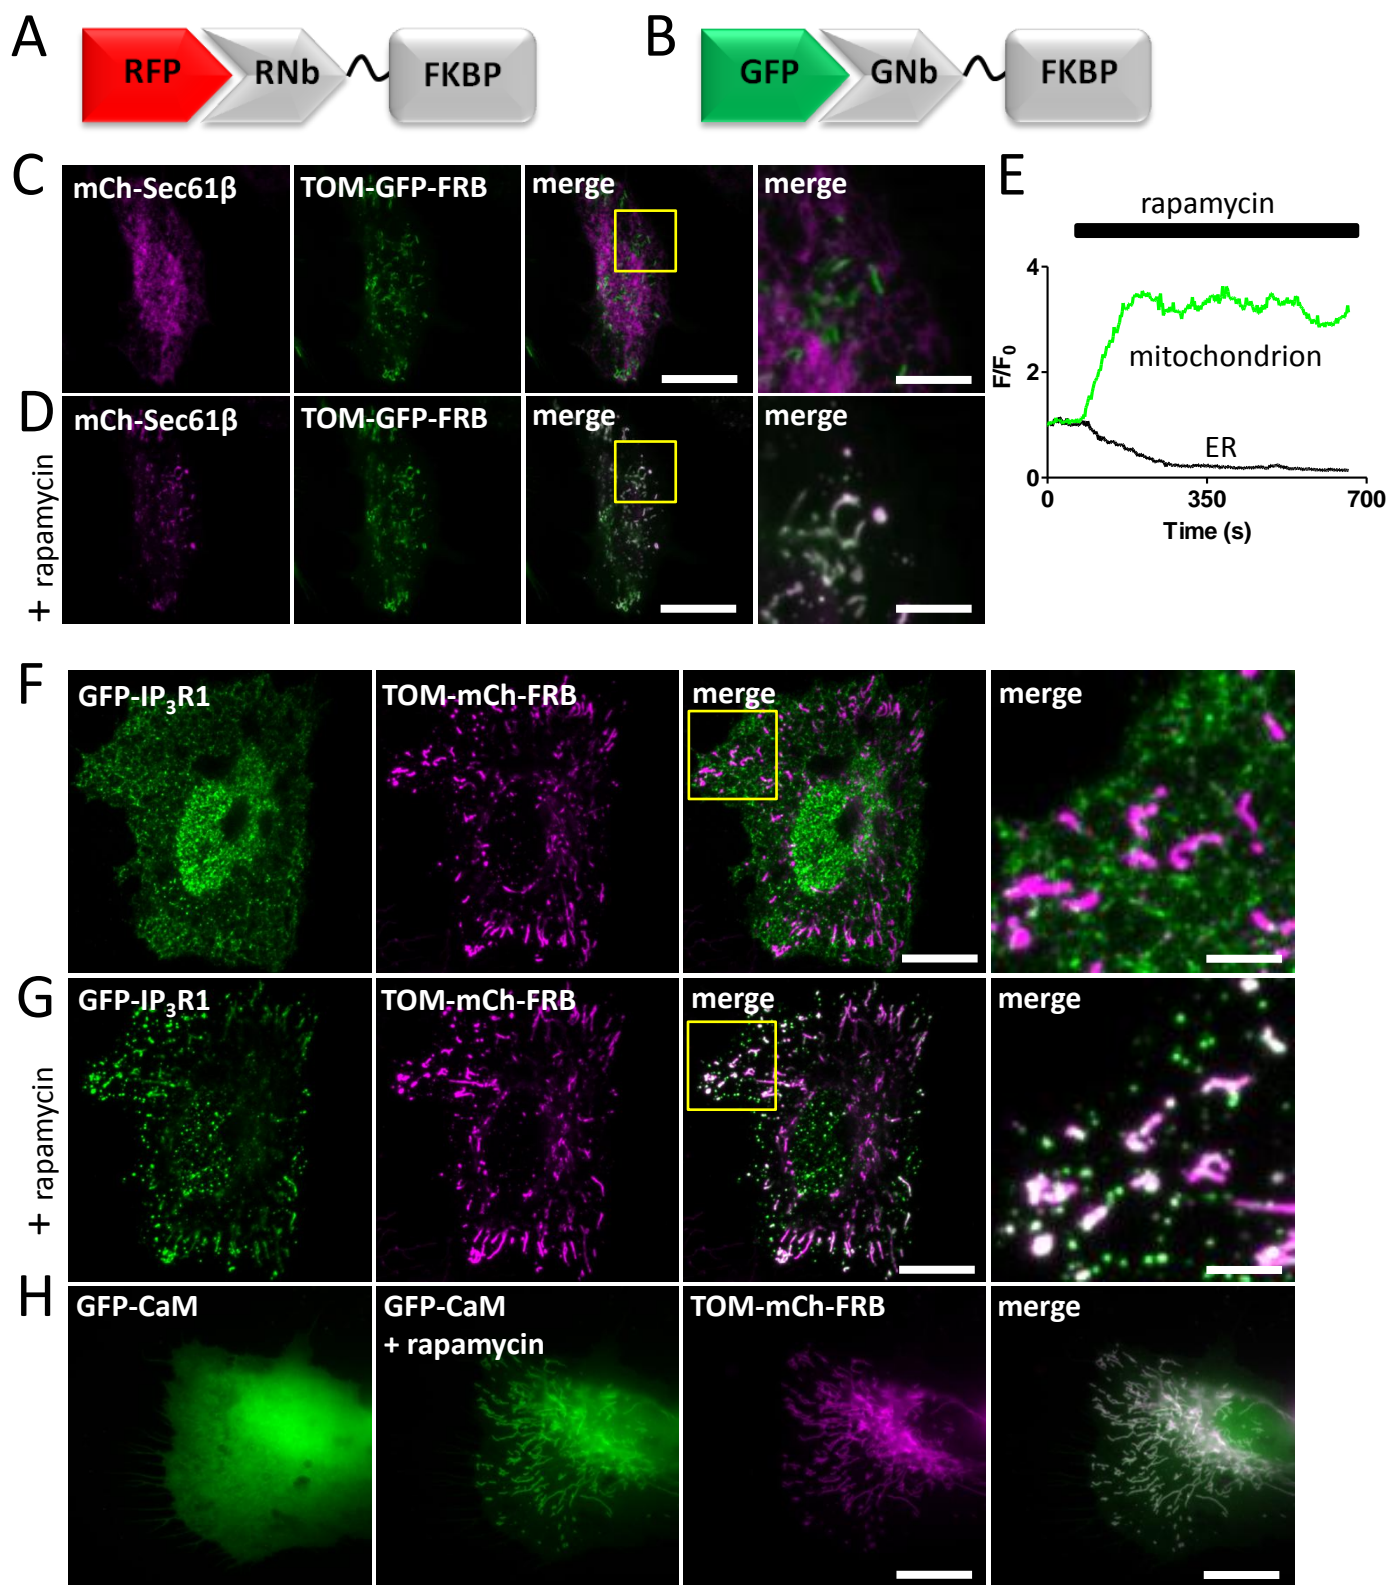 A
RFP RNb FKBP
B
GFP GNb FKBP
C
mCh-Sec61β
TOM-GFP-FRB
merge
merge
D
+ rapamycin
mCh-Sec61β
TOM-GFP-FRB
merge
merge
E
rapamycin
4
2
0
F/F₀
mitochondrion
ER
0 350 700
Time (s)
F
GFP-IP₃R1
TOM-mCh-FRB
merge
merge
G
+ rapamycin
GFP-IP₃R1
TOM-mCh-FRB
merge
merge
H
GFP-CaM
GFP-CaM
+ rapamycin
TOM-mCh-FRB
merge